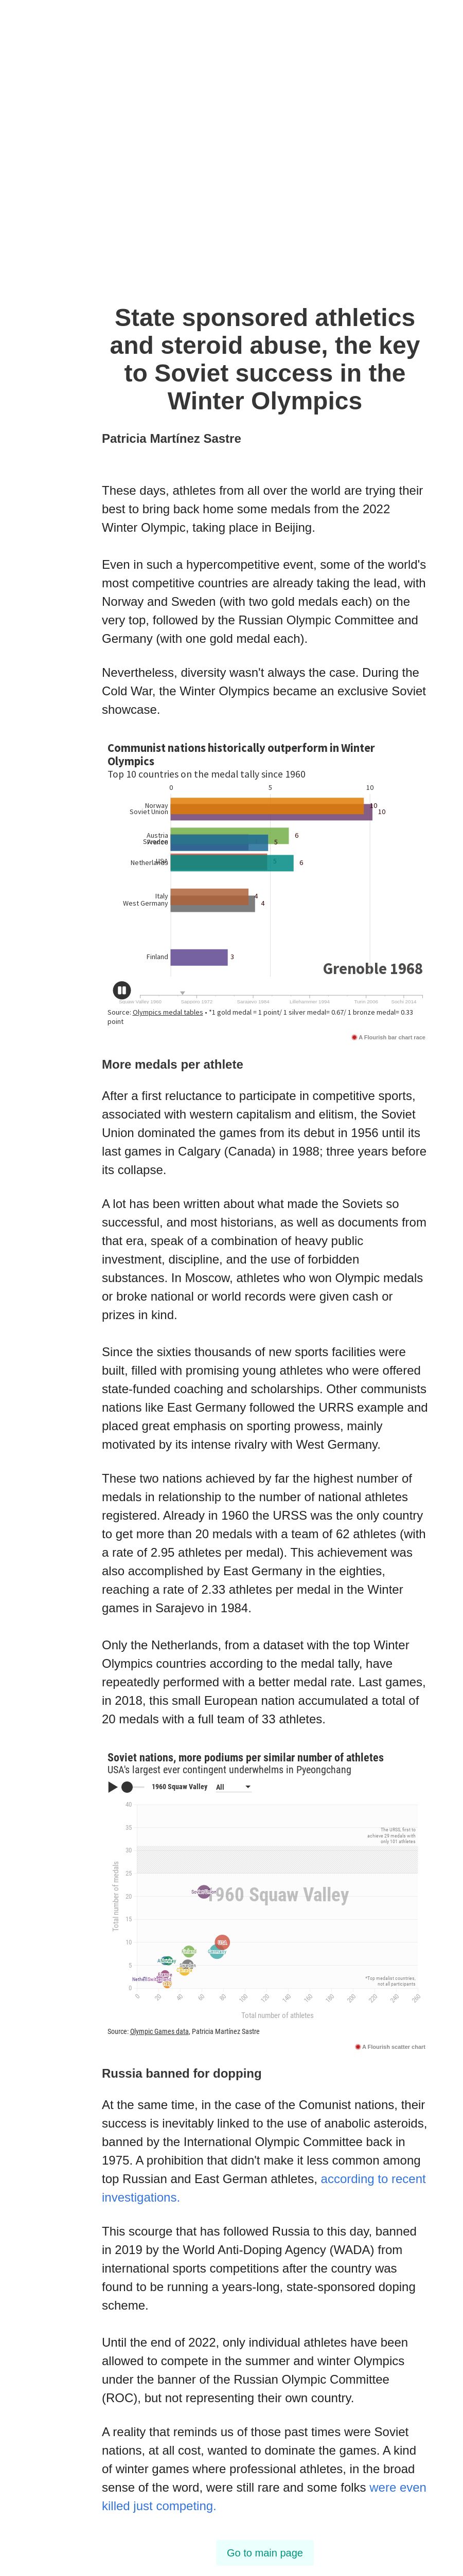 State sponsored athletics
and steroid abuse, the key
to Soviet success in the
Winter Olympics
Patricia Martínez Sastre
These days, athletes from all over the world are trying their
best to bring back home some medals from the 2022
Winter Olympic, taking place in Beijing.
Even in such a hypercompetitive event, some of the world's
most competitive countries are already taking the lead, with
Norway and Sweden (with two gold medals each) on the
very top, followed by the Russian Olympic Committee and
Germany (with one gold medal each).
Nevertheless, diversity wasn't always the case. During the
Cold War, the Winter Olympics became an exclusive Soviet
showcase.
Communist nations historically outperform in Winter
Olympics
Top 10 countries on the medal tally since 1960
0 5 10
Norway 10
Soviet Union 10
Austria 6
France 5
Netherlands 6
Italy 4
West Germany 4
Finland 3
Grenoble 1968
Squaw Valley 1960 Sapporo 1972 Sarajevo 1984 Lillehammer 1994 Turin 2006 Sochi 2014
Source: Olympics medal tables • *1 gold medal = 1 point/ 1 silver medal= 0.67/ 1 bronze medal= 0.33
point
A Flourish bar chart race
More medals per athlete
After a first reluctance to participate in competitive sports,
associated with western capitalism and elitism, the Soviet
Union dominated the games from its debut in 1956 until its
last games in Calgary (Canada) in 1988; three years before
its collapse.
A lot has been written about what made the Soviets so
successful, and most historians, as well as documents from
that era, speak of a combination of heavy public
investment, discipline, and the use of forbidden
substances. In Moscow, athletes who won Olympic medals
or broke national or world records were given cash or
prizes in kind.
Since the sixties thousands of new sports facilities were
built, filled with promising young athletes who were offered
state-funded coaching and scholarships. Other communists
nations like East Germany followed the URRS example and
placed great emphasis on sporting prowess, mainly
motivated by its intense rivalry with West Germany.
These two nations achieved by far the highest number of
medals in relationship to the number of national athletes
registered. Already in 1960 the URSS was the only country
to get more than 20 medals with a team of 62 athletes (with
a rate of 2.95 athletes per medal). This achievement was
also accomplished by East Germany in the eighties,
reaching a rate of 2.33 athletes per medal in the Winter
games in Sarajevo in 1984.
Only the Netherlands, from a dataset with the top Winter
Olympics countries according to the medal tally, have
repeatedly performed with a better medal rate. Last games,
in 2018, this small European nation accumulated a total of
20 medals with a full team of 33 athletes.
Soviet nations, more podiums per similar number of athletes
USA's largest ever contingent underwhelms in Pyeongchang
1960 Squaw Valley All
40
The URSS, first to
achieve 29 medals with
only 101 athletes
35
30
25
20
15
10
5
0
1960 Squaw Valley
Total number of medals
*Top medalist countries,
not all participants
0 20 40 60 80 100 120 140 160 180 200 220 240 260
Total number of athletes
Source: Olympic Games data, Patricia Martínez Sastre
A Flourish scatter chart
Russia banned for dopping
At the same time, in the case of the Comunist nations, their
success is inevitably linked to the use of anabolic asteroids,
banned by the International Olympic Committee back in
1975. A prohibition that didn't make it less common among
top Russian and East German athletes, according to recent
investigations.
This scourge that has followed Russia to this day, banned
in 2019 by the World Anti-Doping Agency (WADA) from
international sports competitions after the country was
found to be running a years-long, state-sponsored doping
scheme.
Until the end of 2022, only individual athletes have been
allowed to compete in the summer and winter Olympics
under the banner of the Russian Olympic Committee
(ROC), but not representing their own country.
A reality that reminds us of those past times were Soviet
nations, at all cost, wanted to dominate the games. A kind
of winter games where professional athletes, in the broad
sense of the word, were still rare and some folks were even
killed just competing.
Go to main page